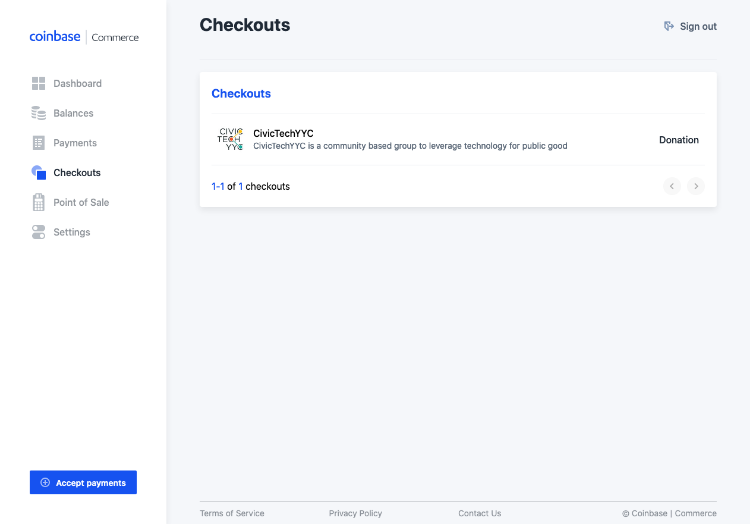 coinbase | Commerce
Dashboard
Balances
Payments
Checkouts
Point of Sale
Settings
Accept payments
Checkouts
Sign out
Checkouts
CIVIC
TECH
YYC
CivicTechYYC
CivicTechYYC is a community based group to leverage technology for public good
Donation
1-1 of 1 checkouts
Terms of Service
Privacy Policy
Contact Us
© Coinbase | Commerce